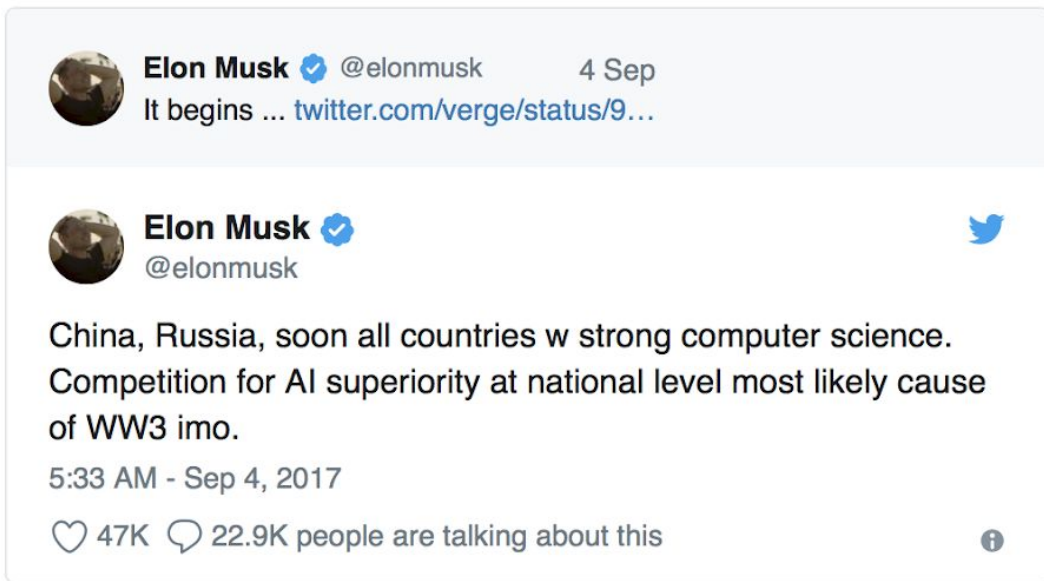 Elon Musk @elonmusk 4 Sep
It begins ... twitter.com/verge/status/9…
Elon Musk
@elonmusk
China, Russia, soon all countries w strong computer science.
Competition for AI superiority at national level most likely cause
of WW3 imo.
5:33 AM - Sep 4, 2017
47K 22.9K people are talking about this